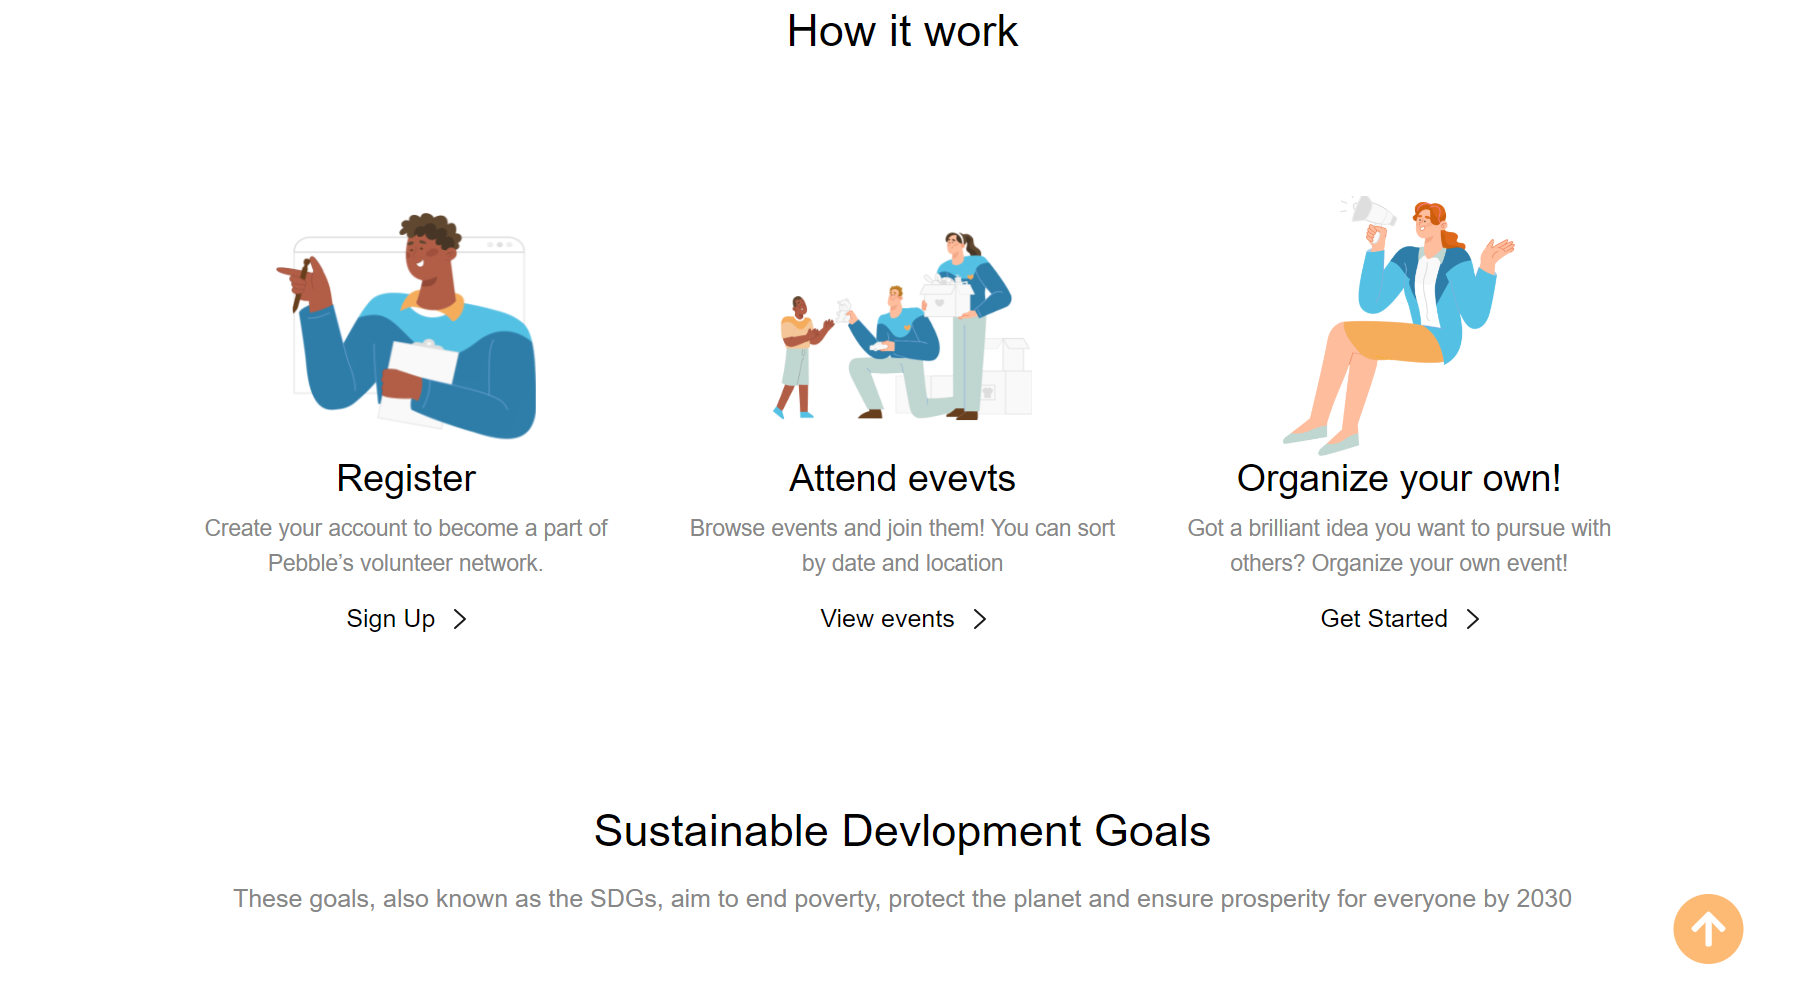 How it work
Register
Create your account to become a part of
Pebble’s volunteer network.
Sign Up
Attend evevts
Browse events and join them! You can sort
by date and location
View events
Organize your own!
Got a brilliant idea you want to pursue with
others? Organize your own event!
Get Started
Sustainable Devlopment Goals
These goals, also known as the SDGs, aim to end poverty, protect the planet and ensure prosperity for everyone by 2030